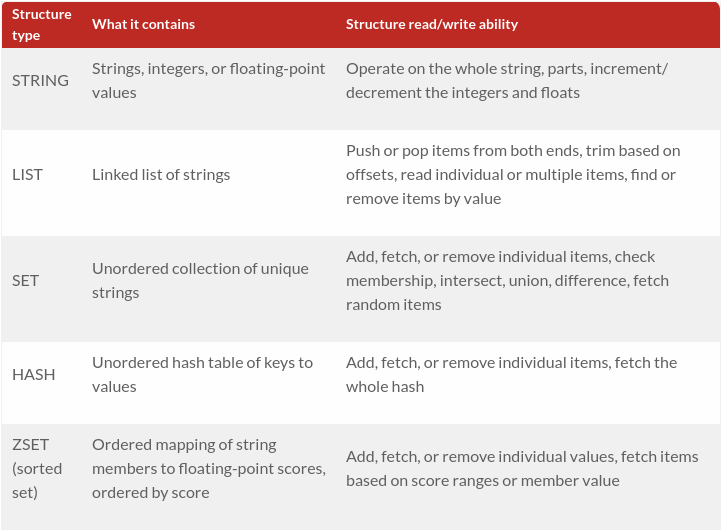 Structure type
What it contains
Structure read/write ability
STRING
Strings, integers, or floating-point
values
Operate on the whole string, parts, increment/
decrement the integers and floats
LIST
Linked list of strings
Push or pop items from both ends, trim based on
offsets, read individual or multiple items, find or
remove items by value
SET
Unordered collection of unique
strings
Add, fetch, or remove individual items, check
membership, intersect, union, difference, fetch
random items
HASH
Unordered hash table of keys to
values
Add, fetch, or remove individual items, fetch the
whole hash
ZSET
(sorted
set)
Ordered mapping of string
members to floating-point scores,
ordered by score
Add, fetch, or remove individual values, fetch items
based on score ranges or member value